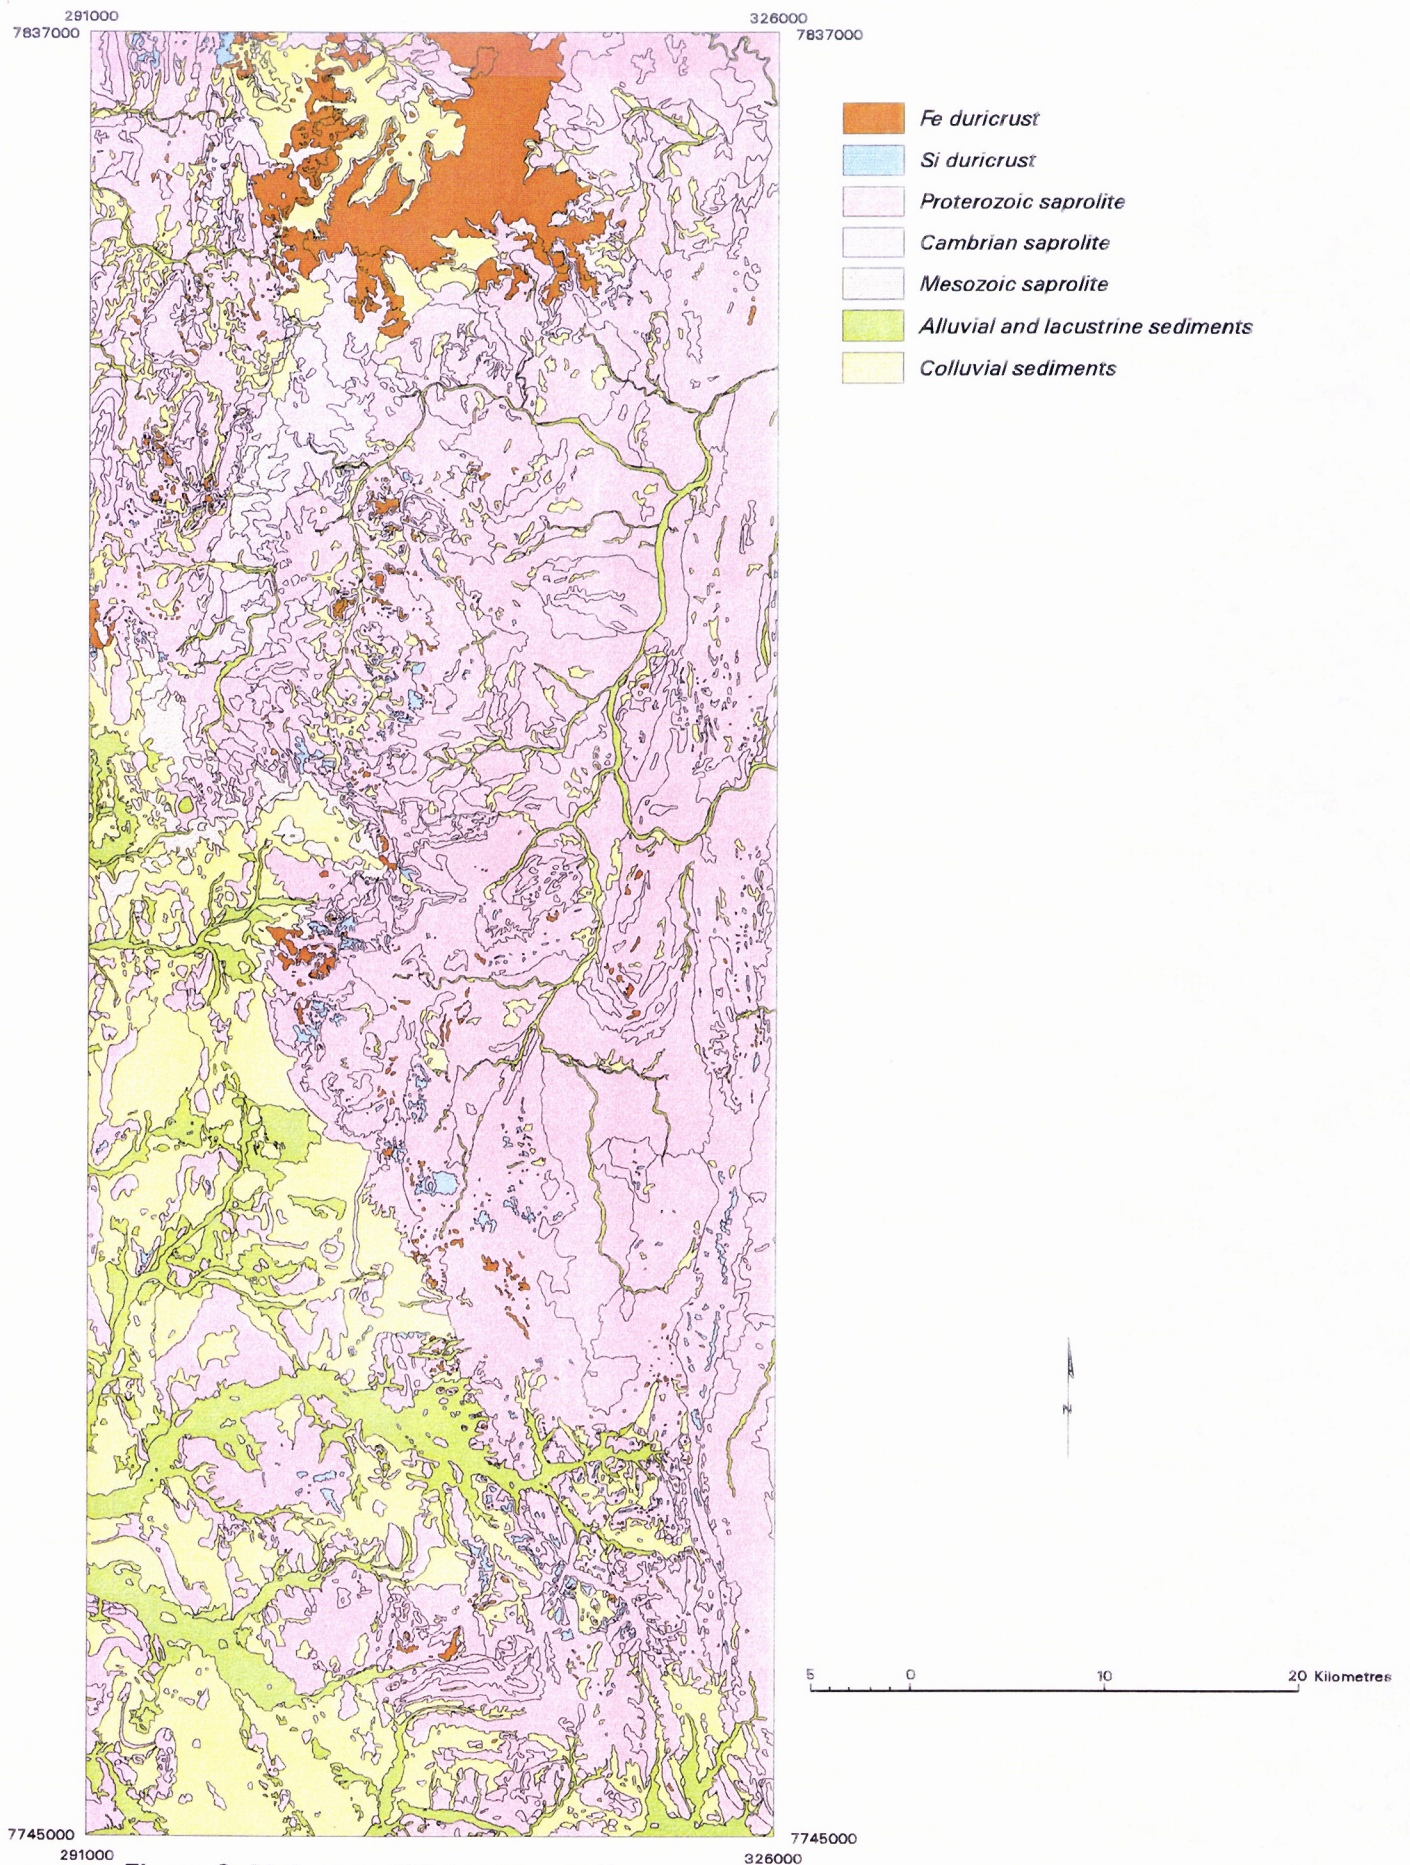 291000
326000
7837000
7837000
Fe duricrust
Si duricrust
Proterozoic saprolite
Cambrian saprolite
Mesozoic saprolite
Alluvial and lacustrine sediments
Colluvial sediments
N
5 0 10 20 Kilometres
7745000
7745000
291000
326000